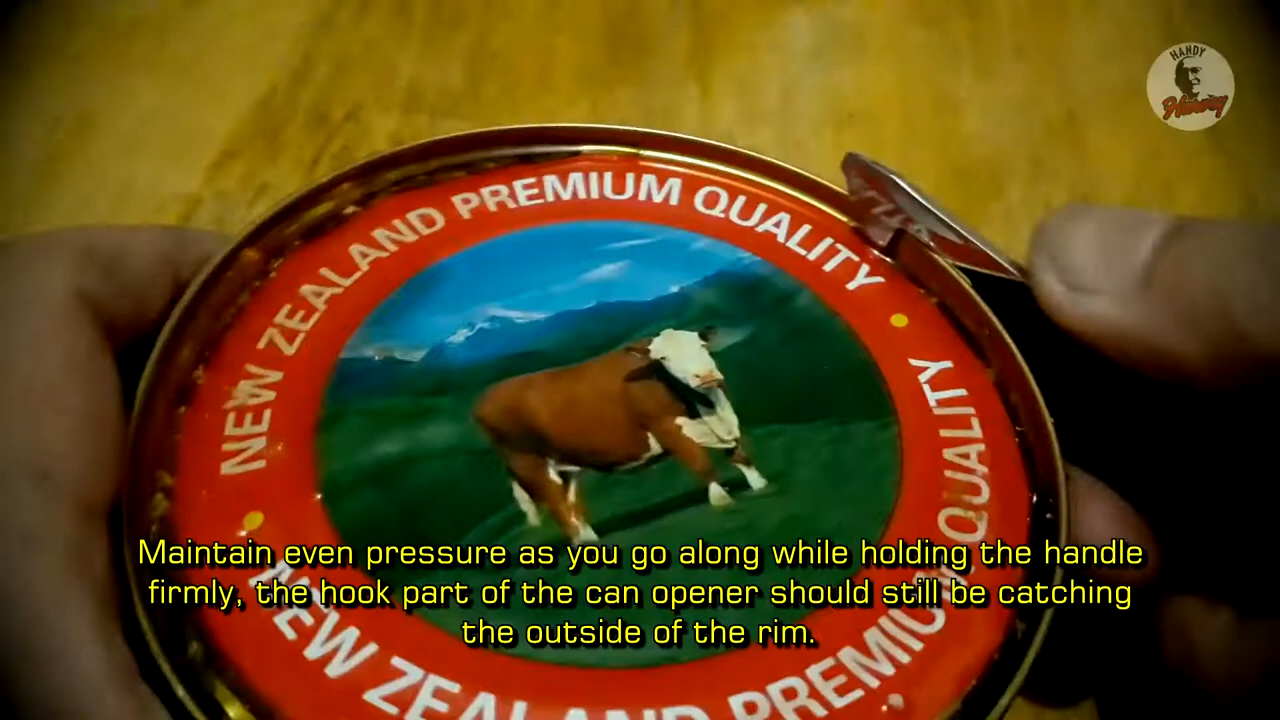 HANDY
Henry
NEW ZEALAND PREMIUM QUALITY
NEW ZEALAND PREMIUM QUALITY
Maintain even pressure as you go along while holding the handle
firmly, the hook part of the can opener should still be catching
the outside of the rim.